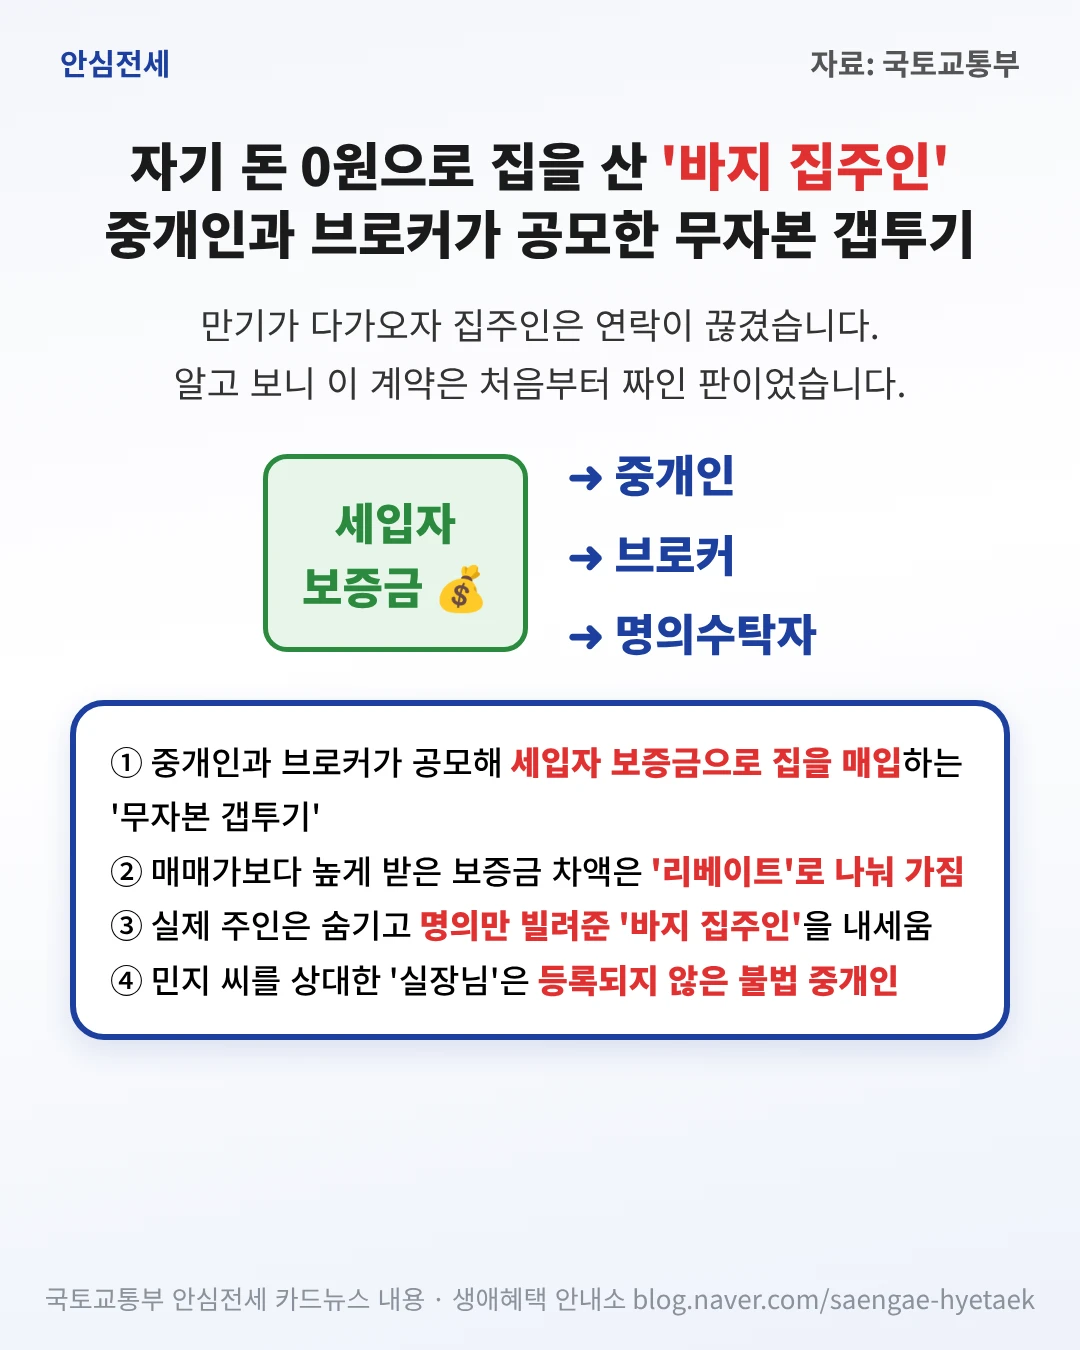 안심전세
자료: 국토교통부
자기 돈 0원으로 집을 산 '바지 집주인'
중개인과 브로커가 공모한 무자본 갭투기
만기가 다가오자 집주인은 연락이 끊겼습니다.
알고 보니 이 계약은 처음부터 짜인 판이었습니다.
세입자
보증금 💰
➜ 중개인
➜ 브로커
➜ 명의수탁자
① 중개인과 브로커가 공모해 세입자 보증금으로 집을 매입하는
'무자본 갭투기'
② 매매가보다 높게 받은 보증금 차액은 '리베이트'로 나눠 가짐
③ 실제 주인은 숨기고 명의만 빌려준 '바지 집주인'을 내세움
④ 민지 씨를 상대한 '실장님'은 등록되지 않은 불법 중개인
국토교통부 안심전세 카드뉴스 내용 · 생애혜택 안내소 blog.naver.com/saengae-hyetaek